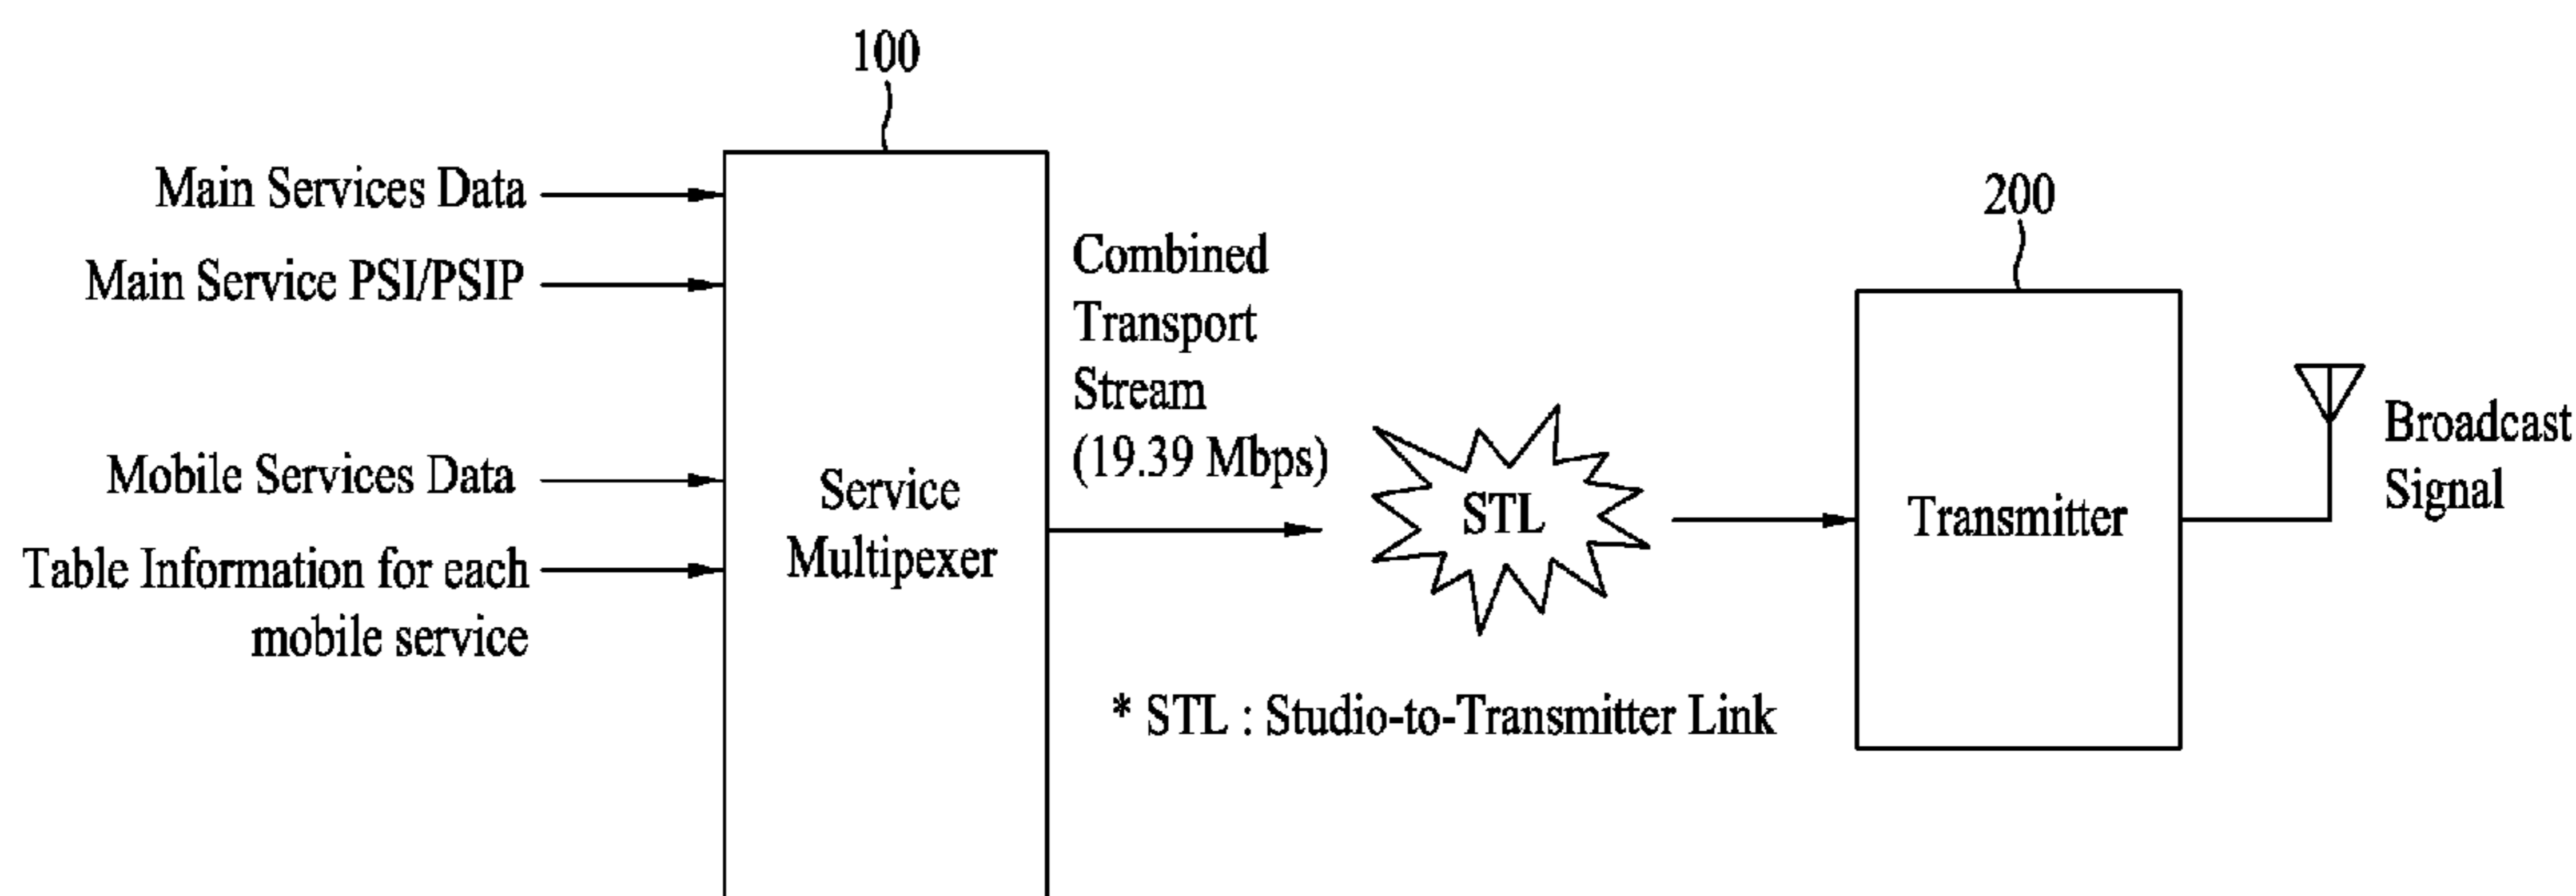 100
Main Services Data
Main Service PSI/PSIP
Mobile Services Data
Table Information for each
mobile service
Service
Multipexer
Combined
Transport
Stream
(19.39 Mbps)
STL
* STL : Studio-to-Transmitter Link
200
Transmitter
Broadcast
Signal